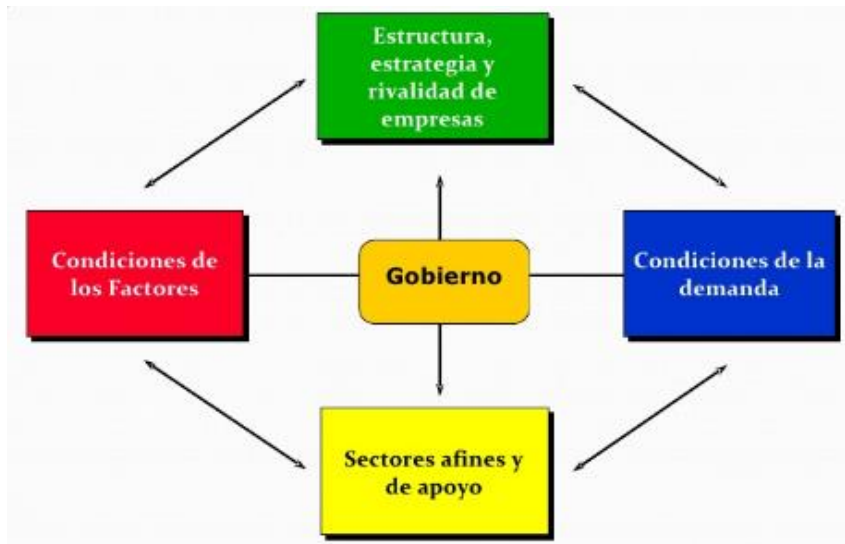 Estructura,
estrategia y
rivalidad de
empresas
Condiciones de
los Factores
Gobierno
Condiciones de la
demanda
Sectores afines y
de apoyo